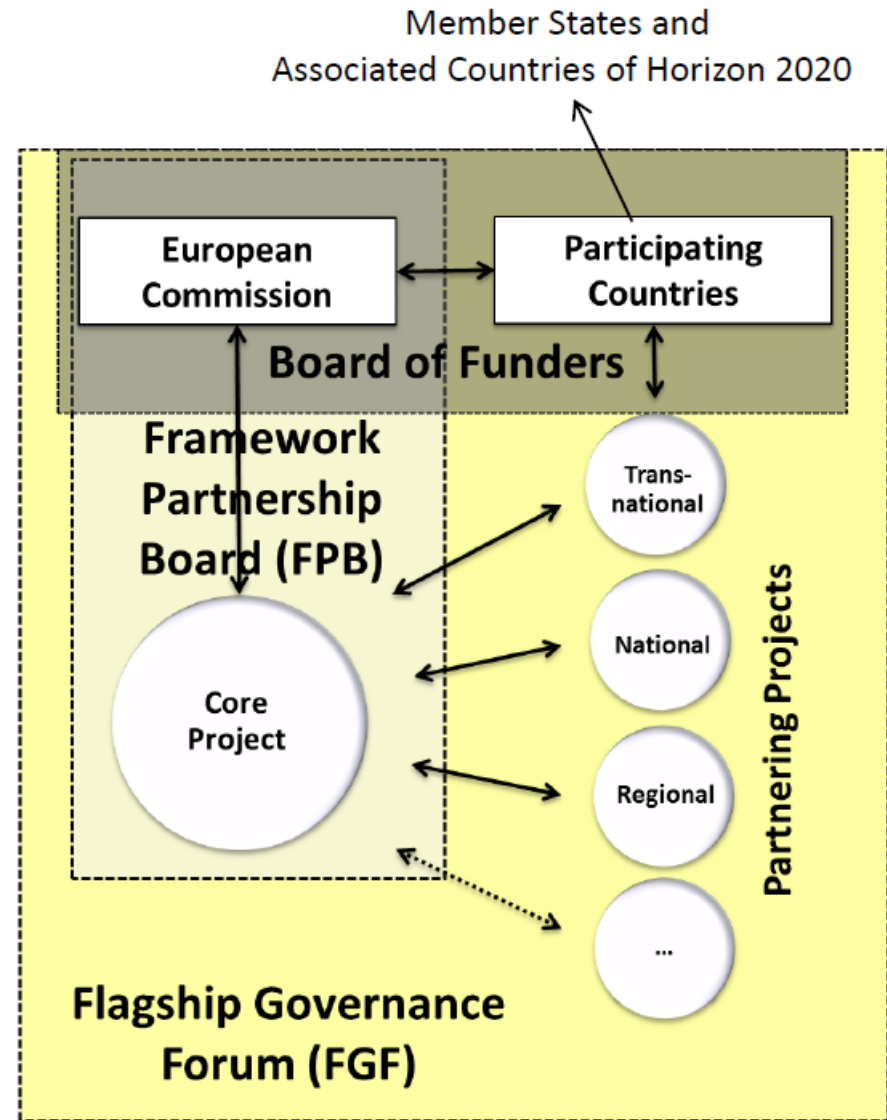 Member States and
Associated Countries of Horizon 2020
European
Commission
Participating
Countries
Board of Funders
Framework
Partnership
Board (FPB)
Trans-
national
National
Core
Project
Regional
Partnering Projects
...
Flagship Governance
Forum (FGF)